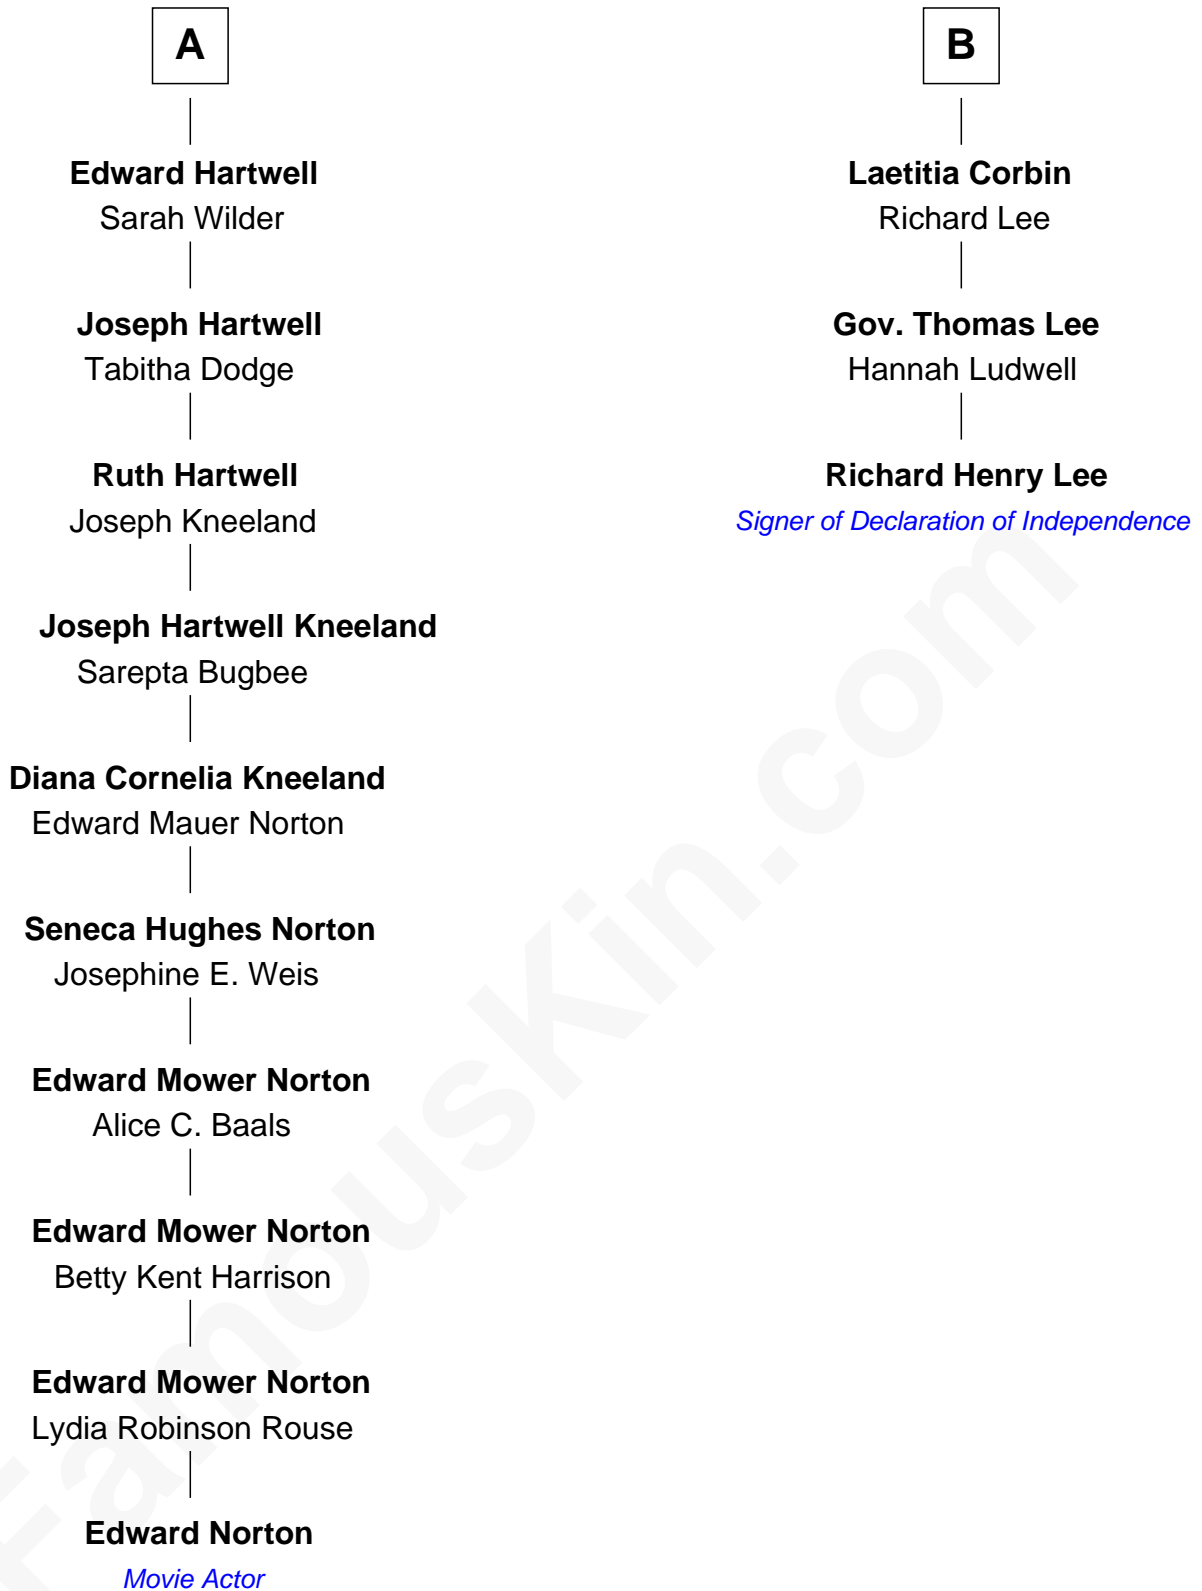 A
Edward Hartwell
Sarah Wilder
Joseph Hartwell
Tabitha Dodge
Ruth Hartwell
Joseph Kneeland
Joseph Hartwell Kneeland
Sarepta Bugbee
Diana Cornelia Kneeland
Edward Mauer Norton
Seneca Hughes Norton
Josephine E. Weis
Edward Mower Norton
Alice C. Baals
Edward Mower Norton
Betty Kent Harrison
Edward Mower Norton
Lydia Robinson Rouse
Edward Norton
Movie Actor
B
Laetitia Corbin
Richard Lee
Gov. Thomas Lee
Hannah Ludwell
Richard Henry Lee
Signer of Declaration of Independence
FamousKin.com